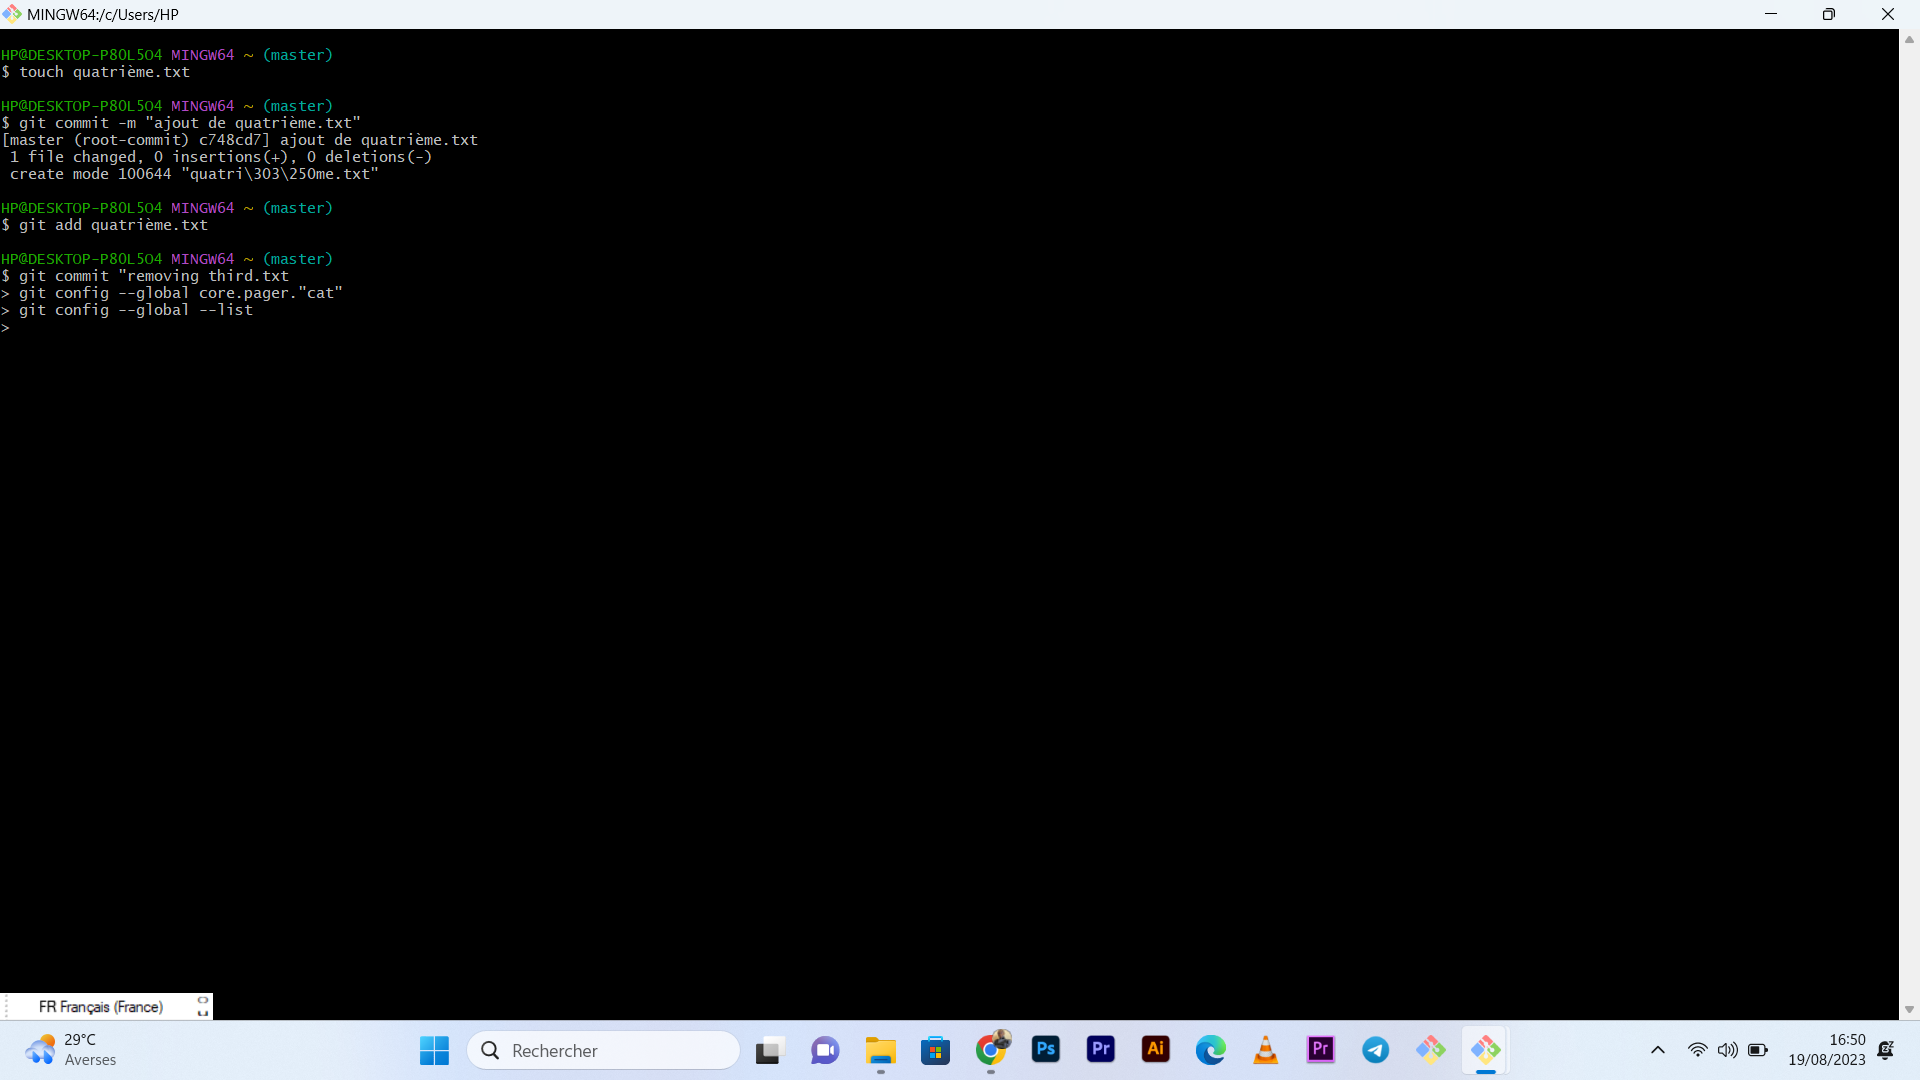 MINGW64:/c/Users/HP
HP@DESKTOP-P8OL5O4 MINGW64 ~ (master)
$ touch quatrième.txt
HP@DESKTOP-P8OL5O4 MINGW64 ~ (master)
$ git commit -m "ajout de quatrième.txt"
[master (root-commit) c748cd7] ajout de quatrième.txt
1 file changed, 0 insertions(+), 0 deletions(-)
create mode 100644 "quatri\303\250me.txt"
HP@DESKTOP-P8OL5O4 MINGW64 ~ (master)
$ git add quatrième.txt
HP@DESKTOP-P8OL5O4 MINGW64 ~ (master)
$ git commit "removing third.txt
> git config --global core.pager."cat"
> git config --global --list
>
FR Français (France)
29°C
Averses
Rechercher
Ps
Pr
Ai
Pr
16:50
19/08/2023